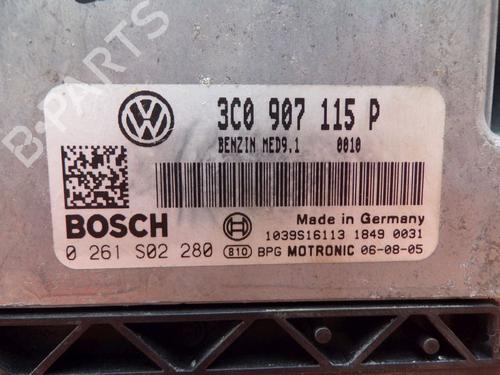 3C0 907 115 P
BENZIN MED9.1 0010
BOSCH
Made in Germany
1039S16113 1849 0031
0 261 S02 280 810 BPG MOTRONIC 06-08-05
B-PARTS